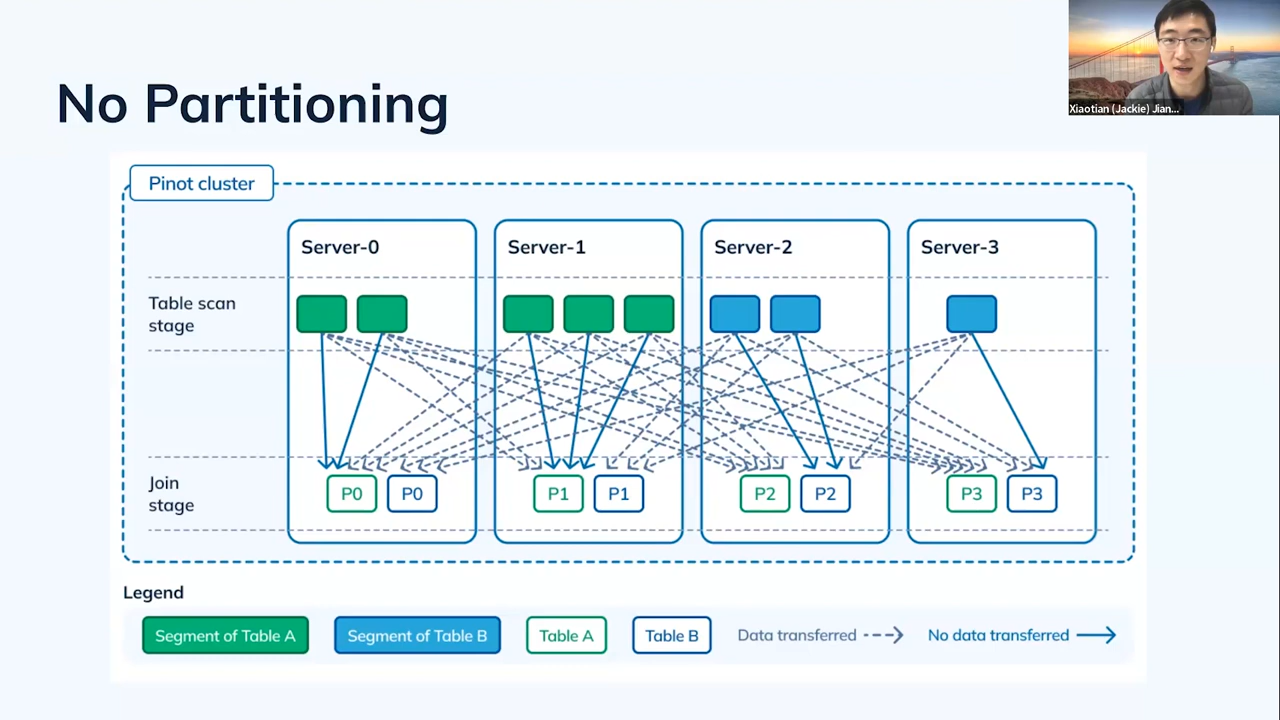 No Partitioning
Xiaotian (Jackie) Jian...
Pinot cluster
Server-0
Server-1
Server-2
Server-3
Table scan
stage
Join
stage
P0
P0
P1
P1
P2
P2
P3
P3
Legend
Segment of Table A
Segment of Table B
Table A
Table B
Data transferred
No data transferred